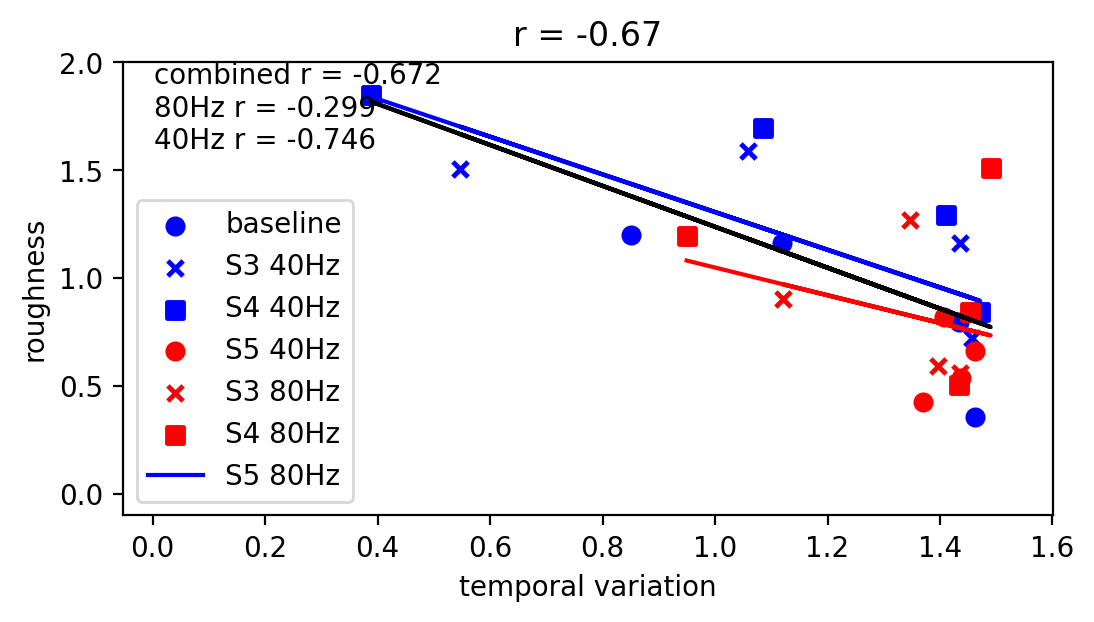 r = -0.67
combined r = -0.672
80Hz r = -0.299
40Hz r = -0.746
2.0
1.5
1.0
0.5
0.0
roughness
baseline
S3 40Hz
S4 40Hz
S5 40Hz
S3 80Hz
S4 80Hz
S5 80Hz
0.0 0.2 0.4 0.6 0.8 1.0 1.2 1.4 1.6
temporal variation